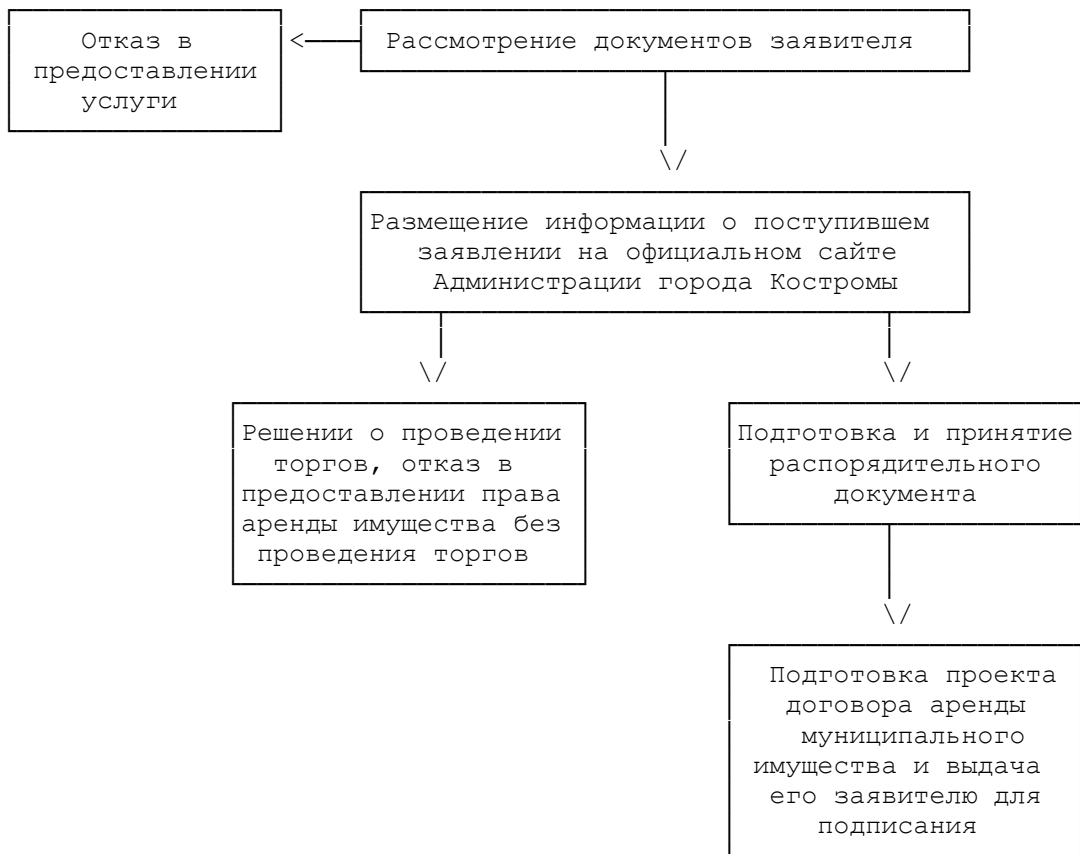 Отказ в
предоставлении
услуги
Рассмотрение документов заявителя
Размещение информации о поступившем
заявлении на официальном сайте
Администрации города Костромы
Решении о проведении
торгов, отказ в
предоставлении права
аренды имущества без
проведения торгов
Подготовка и принятие
распорядительного
документа
Подготовка проекта
договора аренды
муниципального
имущества и выдача
его заявителю для
подписания